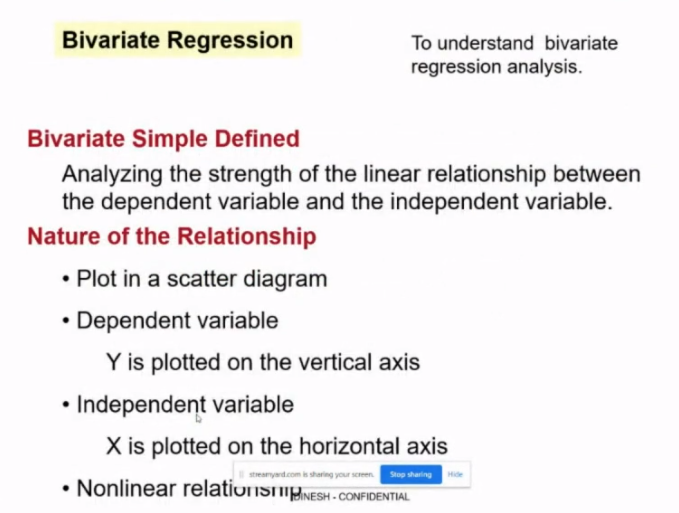 Bivariate Regression
To understand bivariate
regression analysis.
Bivariate Simple Defined
Analyzing the strength of the linear relationship between
the dependent variable and the independent variable.
Nature of the Relationship
• Plot in a scatter diagram
• Dependent variable
Y is plotted on the vertical axis
• Independent variable
X is plotted on the horizontal axis
streamyard.com is sharing your screen. Stop sharing Hide
• Nonlinear relationship
DINESH - CONFIDENTIAL